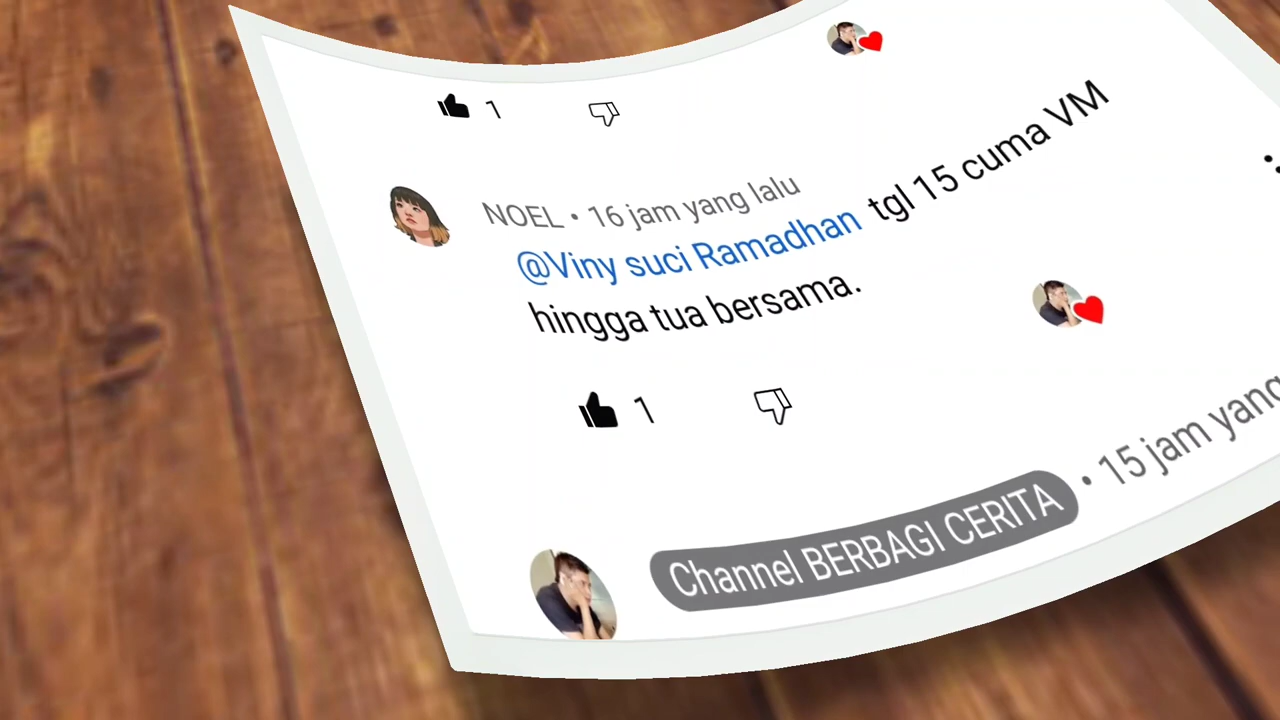 1
NOEL • 16 jam yang lalu
@Viny suci Ramadhan tgl 15 cuma VM
hingga tua bersama.
1
Channel BERBAGI CERITA • 15 jam yang